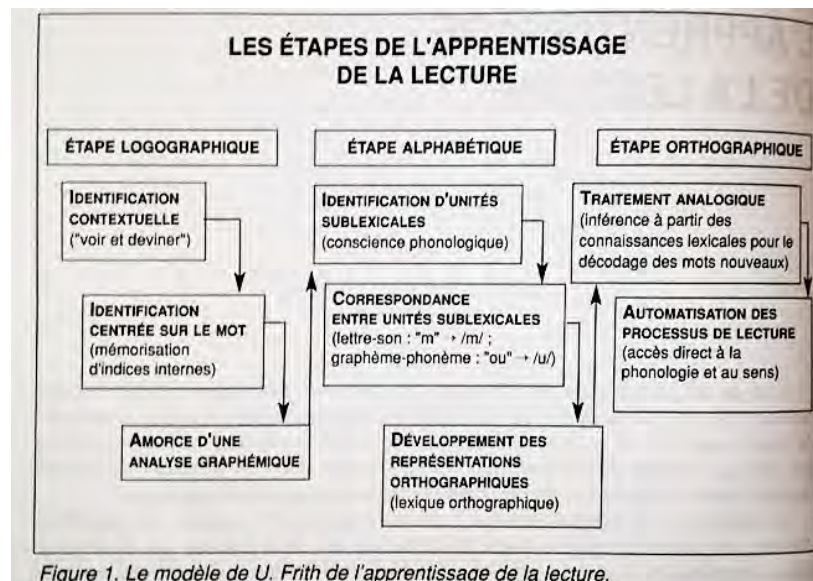 LES ÉTAPES DE L'APPRENTISSAGE
DE LA LECTURE
ÉTAPE LOGOGRAPHIQUE
IDENTIFICATION
CONTEXTUELLE
("voir et deviner")
IDENTIFICATION
CENTRÉE SUR LE MOT
(mémorisation
d'indices internes)
AMORCE D'UNE
ANALYSE GRAPHÉMIQUE
ÉTAPE ALPHABÉTIQUE
IDENTIFICATION D'UNITÉS
SUBLEXICALES
(conscience phonologique)
CORRESPONDANCE
ENTRE UNITÉS SUBLEXICALES
(lettre-son : "m" → /m/ ;
graphème-phonème : "ou" → /u/)
DÉVELOPPEMENT DES
REPRÉSENTATIONS
ORTHOGRAPHIQUES
(lexique orthographique)
ÉTAPE ORTHOGRAPHIQUE
TRAITEMENT ANALOGIQUE
(inférence à partir des
connaissances lexicales pour le
décodage des mots nouveaux)
AUTOMATISATION DES
PROCESSUS DE LECTURE
(accès direct à la
phonologie et au sens)
Figure 1. Le modèle de U. Frith de l'apprentissage de la lecture.